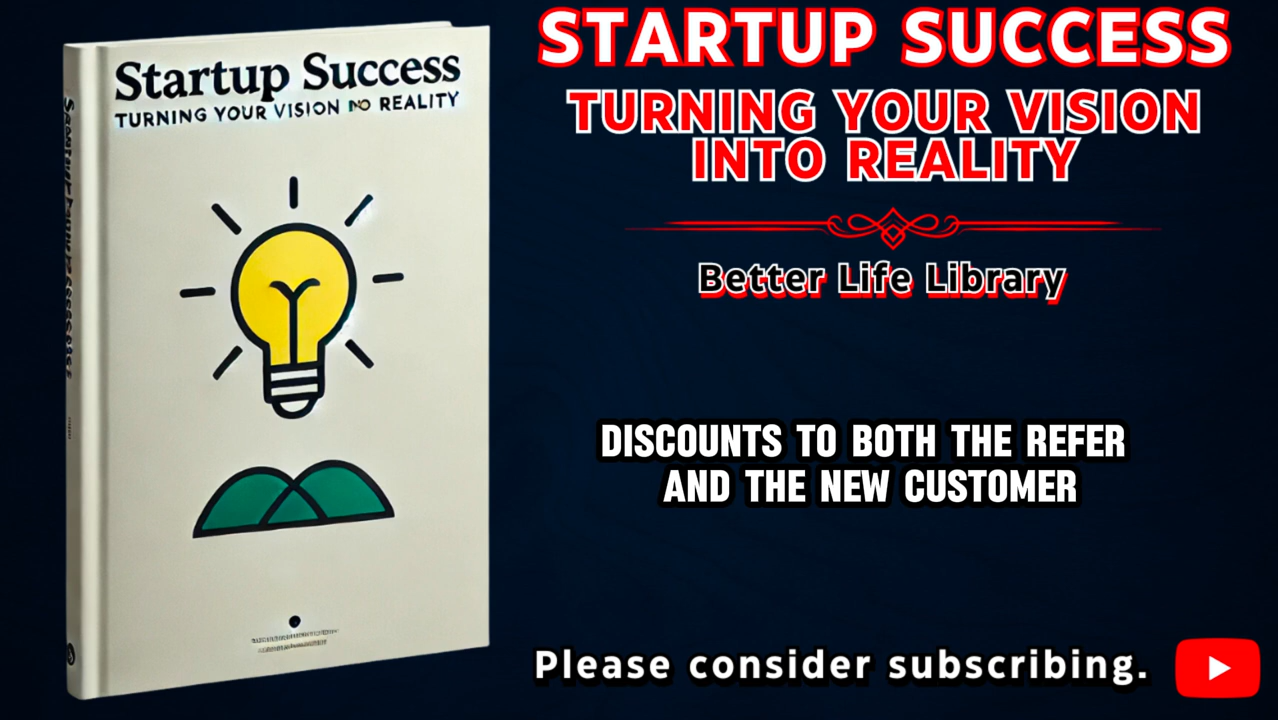 Startup Success
TURNING YOUR VISION NO REALITY
STARTUP SUCCESS
TURNING YOUR VISION
INTO REALITY
Better Life Library
DISCOUNTS TO BOTH THE REFER
AND THE NEW CUSTOMER
Please consider subscribing.